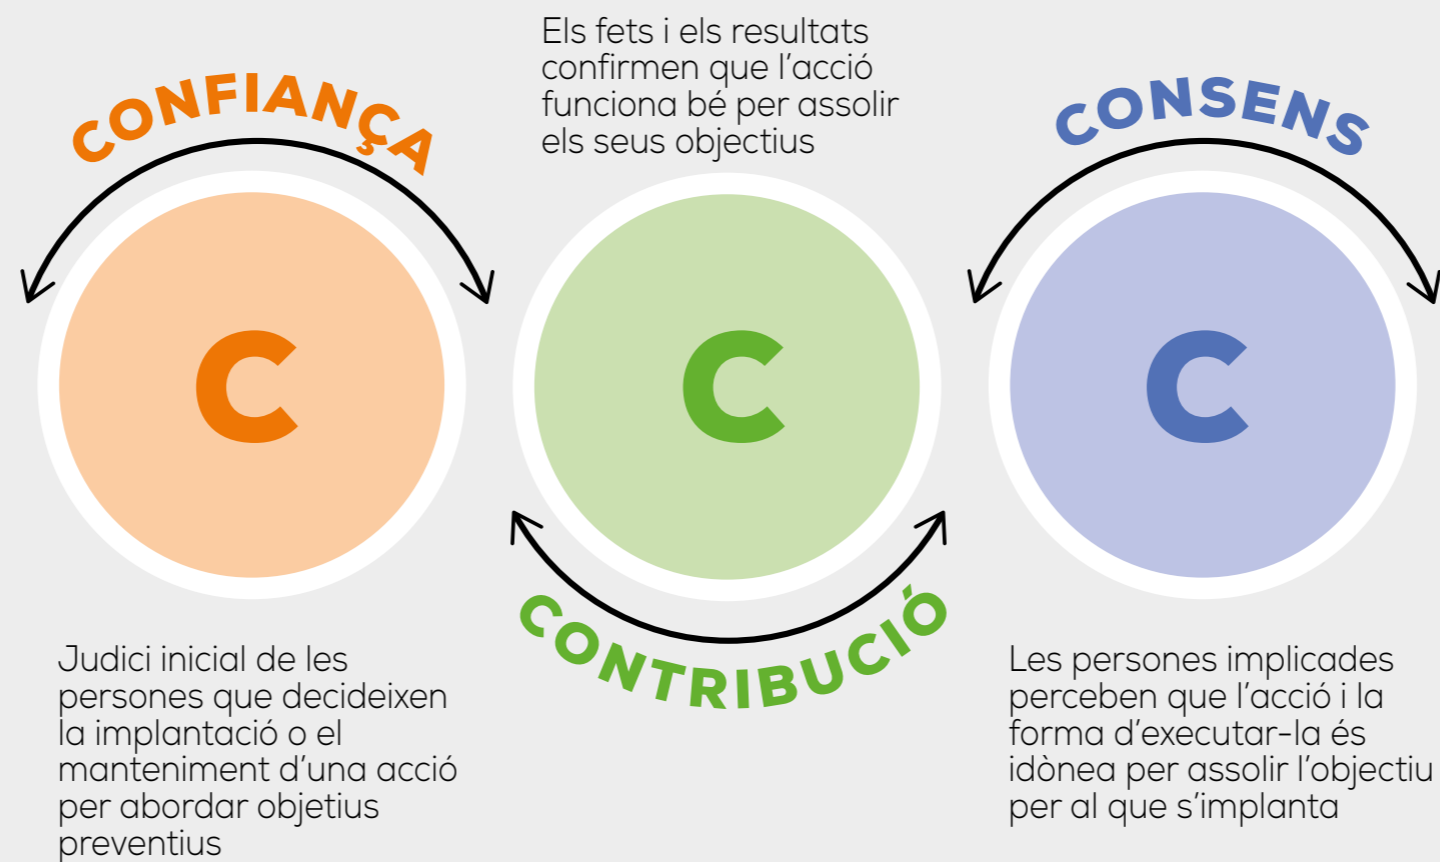 CONFIANÇA
C
Judici inicial de les
persones que decideixen
la implantació o el
manteniment d'una acció
per abordar objetius
preventius
Els fets i els resultats
confirmen que l'acció
funciona bé per assolir
els seus objectius
C
CONTRIBUCIÓ
CONSENS
C
Les persones implicades
perceben que l'acció i la
forma d'executar-la és
idònea per assolir l'objectiu
per al que s'implanta